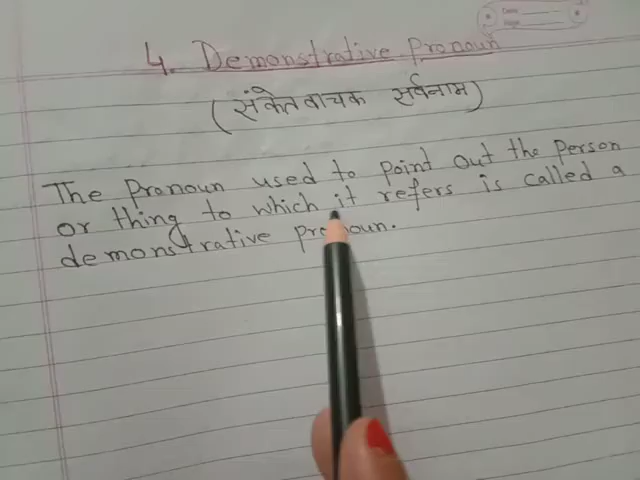 4. Demonstrative Pronoun
(संकेतवाचक सर्वनाम)
The pronoun used to point out the person
or thing to which it refers is called a
demonstrative pronoun.